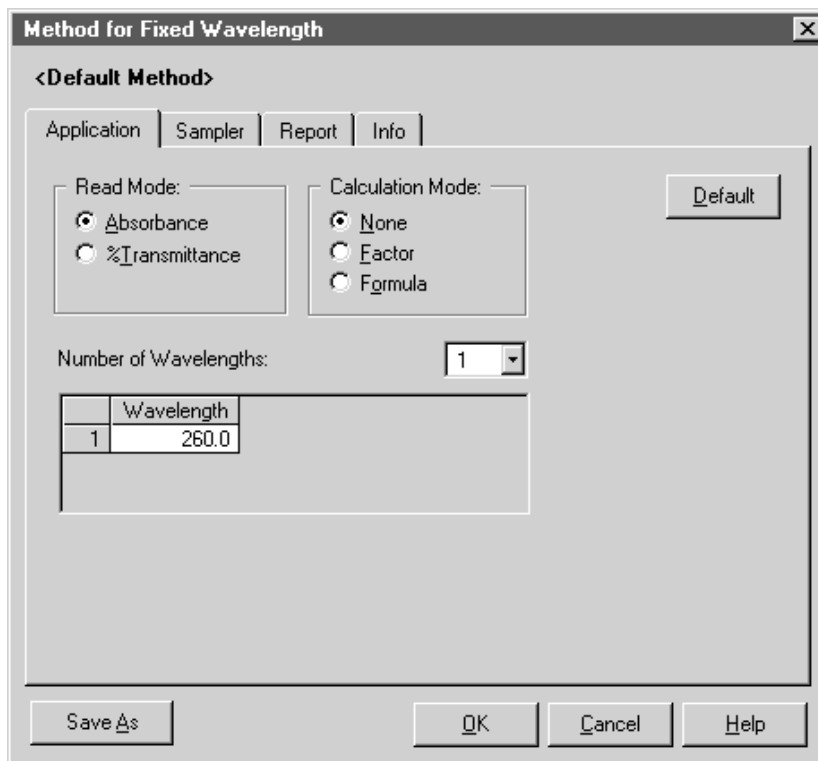 Method for Fixed Wavelength
<Default Method>
Application Sampler Report Info
Read Mode:
Absorbance
%Transmittance
Calculation Mode:
None
Factor
Formula
Default
Number of Wavelengths: 1
Wavelength
1 260.0
Save As OK Cancel Help